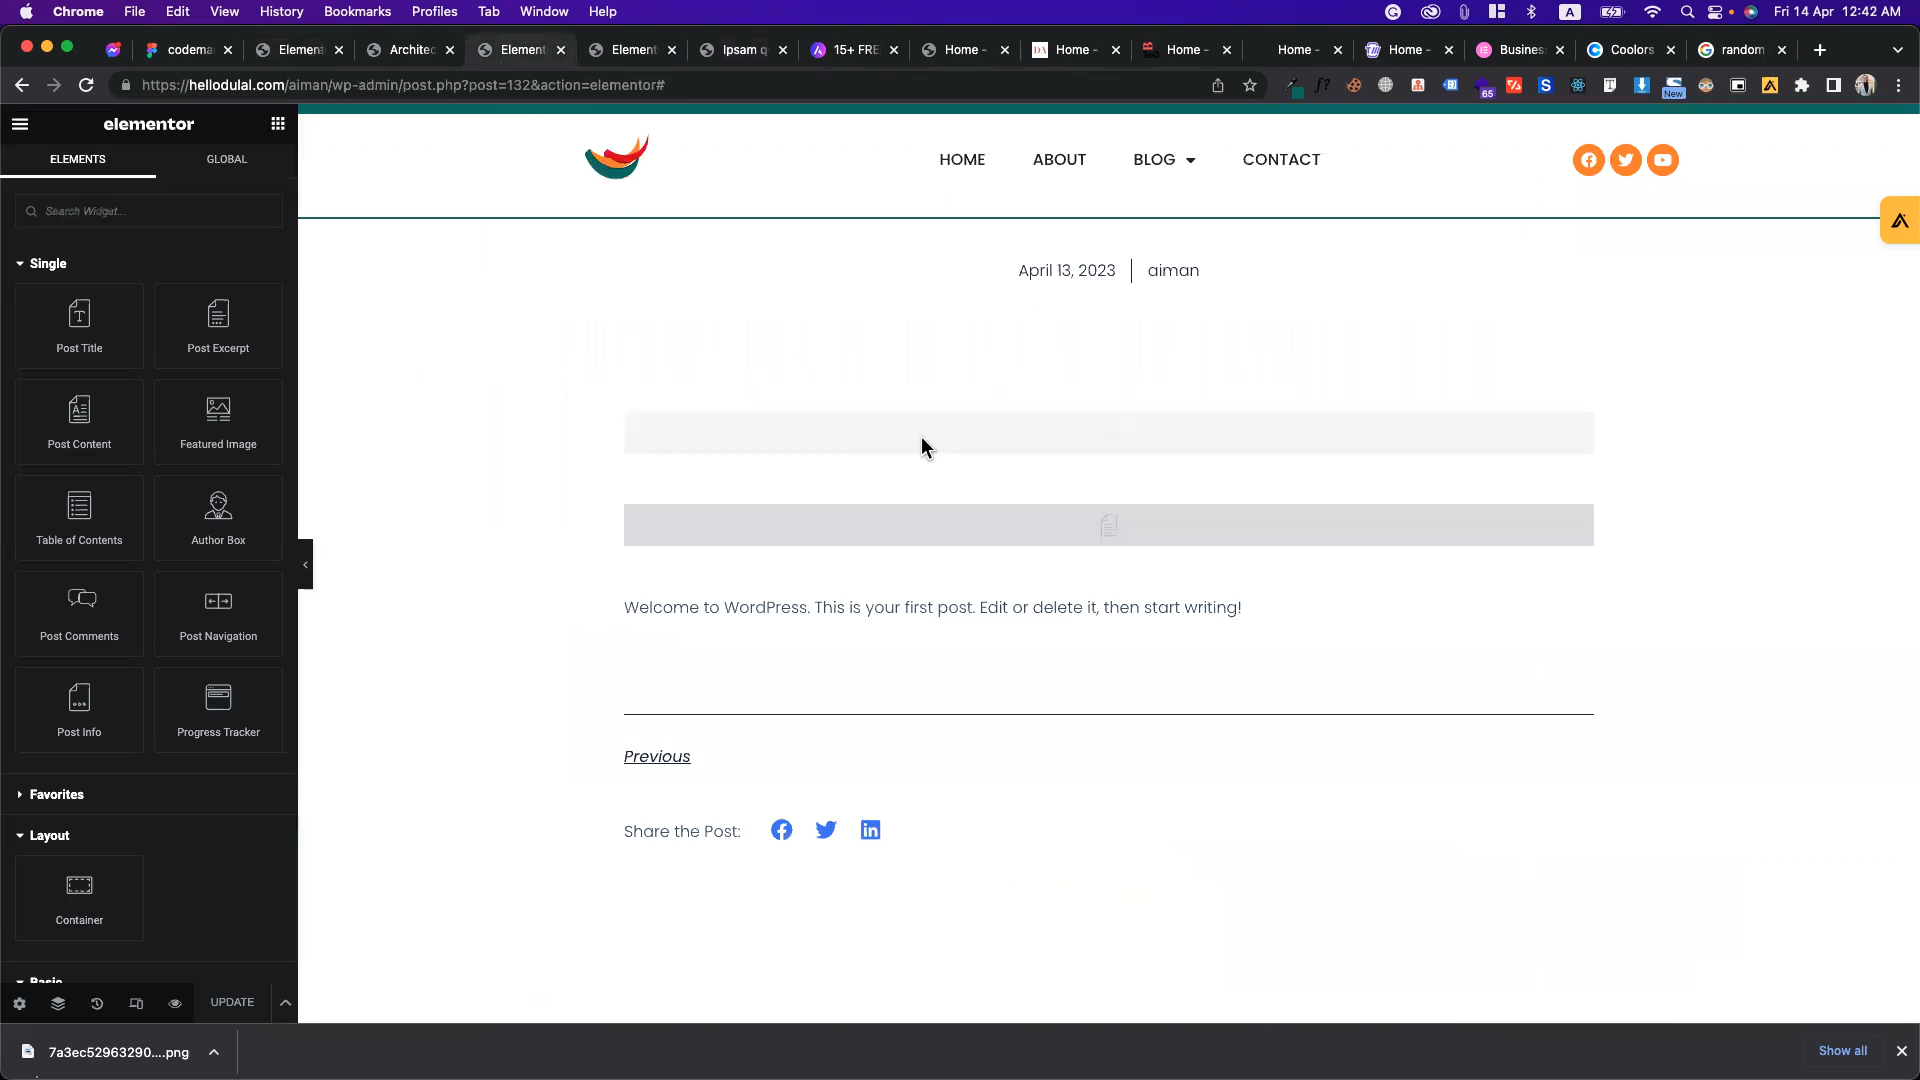 Chrome File Edit View History Bookmarks Profiles Tab Window Help
A Fri 14 Apr 12:42 AM
codema Element Architec Element Element Ipsam q 15+ FRE Home - Home - Home - Home - Home - Busines Coolors random
https://hellodulal.com/aiman/wp-admin/post.php?post=132&action=elementor#
65 New
elementor
ELEMENTS GLOBAL
Search Widget...
Single
Post Title Post Excerpt
Post Content Featured Image
Table of Contents Author Box
Post Comments Post Navigation
Post Info Progress Tracker
Favorites
Layout
Container
Basic
UPDATE
HOME ABOUT BLOG CONTACT
April 13, 2023 aiman
Welcome to WordPress. This is your first post. Edit or delete it, then start writing!
Previous
Share the Post:
7a3ec52963290....png
Show all